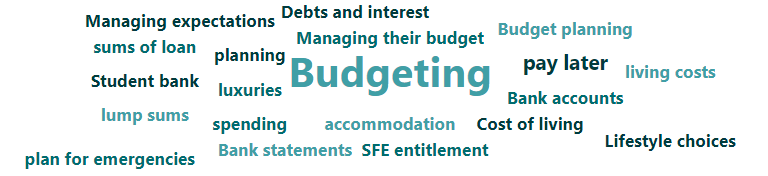 Debts and interest
Managing expectations
Budget planning
Managing their budget
sums of loan
planning
pay later
Budgeting
living costs
Student bank
luxuries
Bank accounts
lump sums
spending
accommodation
Cost of living
Lifestyle choices
Bank statements
SFE entitlement
plan for emergencies